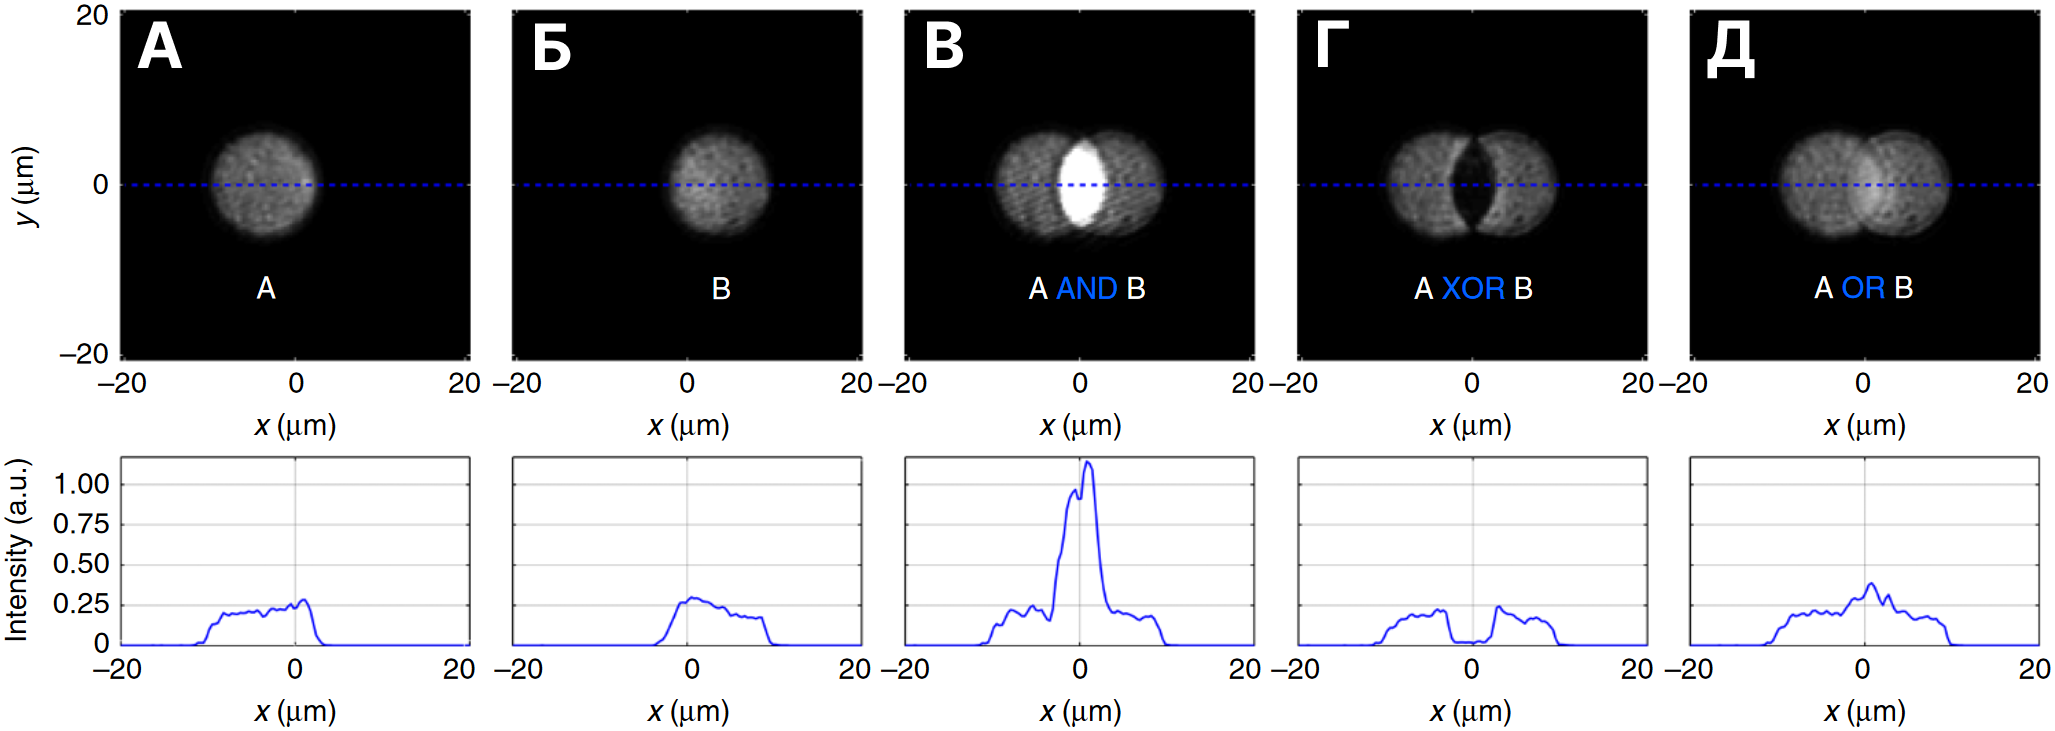 А Б В Г Д
20
0
–20
y (μm)
A
B
A AND B
A XOR B
A OR B
–20 0 20 –20 0 20 –20 0 20 –20 0 20 –20 0 20
x (μm) x (μm) x (μm) x (μm) x (μm)
Intensity (a.u.)
1.00
0.75
0.50
0.25
0
–20 0 20 –20 0 20 –20 0 20 –20 0 20 –20 0 20
x (μm) x (μm) x (μm) x (μm) x (μm)